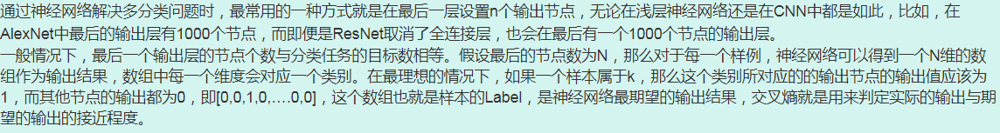 通过神经网络解决多分类问题时，最常用的一种方式就是在最后一层设置n个输出节点，无论在浅层神经网络还是在CNN中都是如此，比如，在
AlexNet中最后的输出层有1000个节点，而即便是ResNet取消了全连接层，也会在最后有一个1000个节点的输出层。
一般情况下，最后一个输出层的节点个数与分类任务的目标数相等。假设最后的节点数为N，那么对于每一个样例，神经网络可以得到一个N维的数
组作为输出结果，数组中每一个维度会对应一个类别。在最理想的情况下，如果一个样本属于k，那么这个类别所对应的的输出节点的输出值应该为
1，而其他节点的输出都为0，即[0,0,1,0,….0,0]，这个数组也就是样本的Label，是神经网络最期望的输出结果，交叉熵就是用来判定实际的输出与期
望的输出的接近程度。